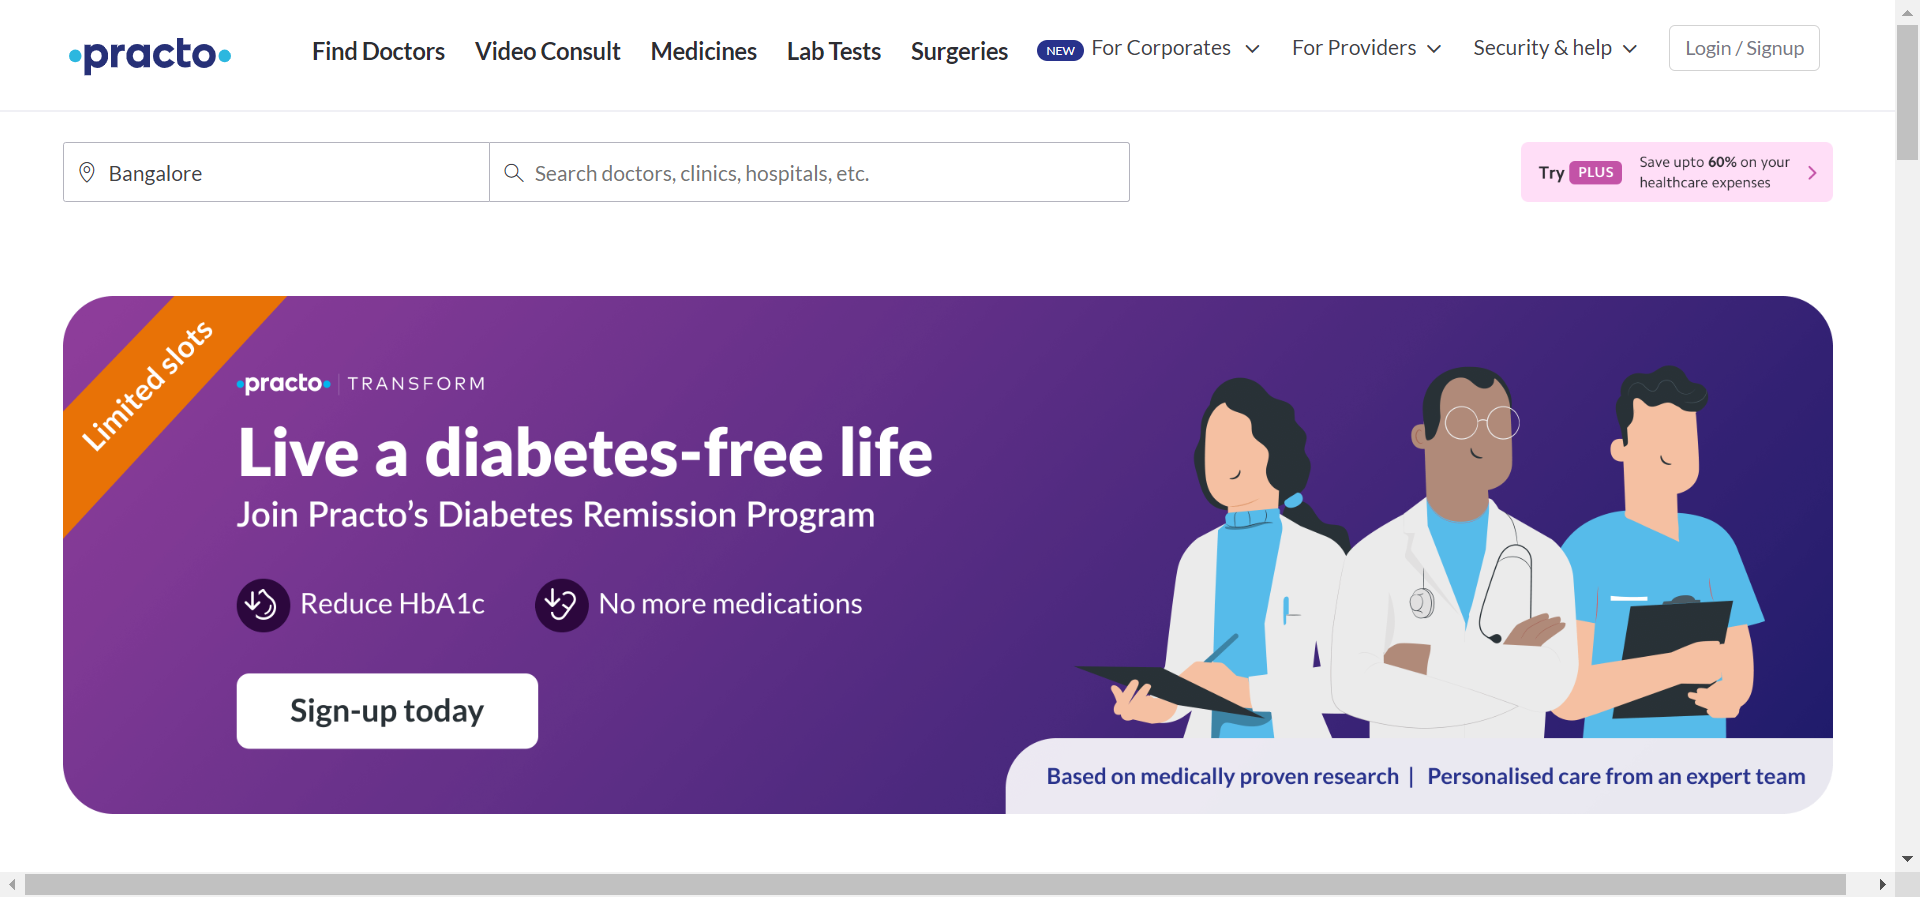 practo
Find Doctors
Video Consult
Medicines
Lab Tests
Surgeries
NEW For Corporates
For Providers
Security & help
Login / Signup
Bangalore
Search doctors, clinics, hospitals, etc.
Try PLUS
Save upto 60% on your
healthcare expenses
Limited slots
practo TRANSFORM
Live a diabetes-free life
Join Practo’s Diabetes Remission Program
Reduce HbA1c
No more medications
Sign-up today
Based on medically proven research | Personalised care from an expert team